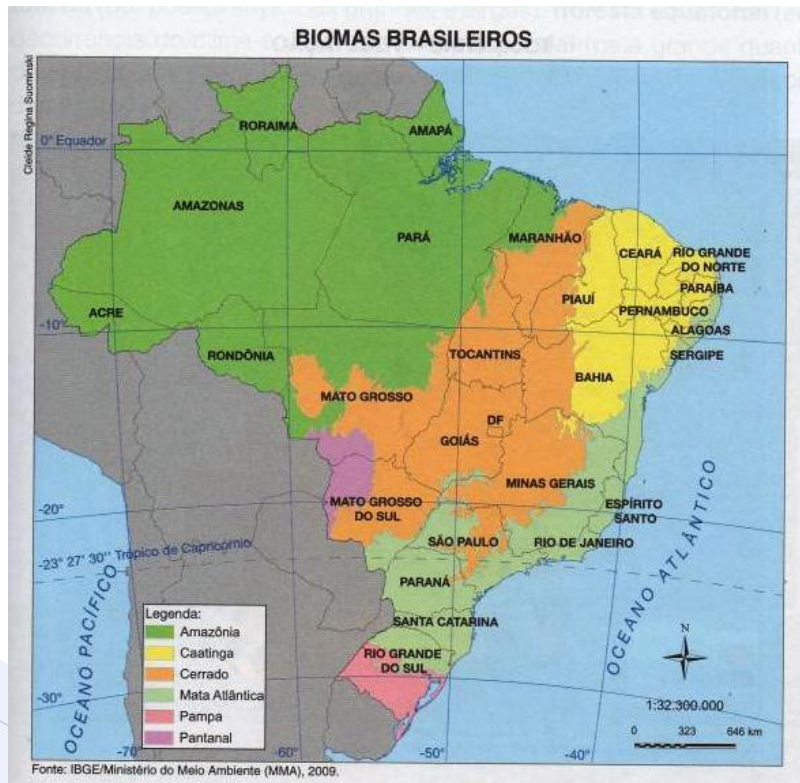 BIOMAS BRASILEIROS
Cleide Regina Suominski
RORAIMA
AMAPÁ
0° Equador
AMAZONAS
PARÁ
MARANHÃO
CEARÁ
RIO GRANDE
DO NORTE
PARAÍBA
PIAUÍ
PERNAMBUCO
ACRE
-10°
ALAGOAS
RONDÔNIA
TOCANTINS
SERGIPE
BAHIA
MATO GROSSO
DF
GOIÁS
MINAS GERAIS
MATO GROSSO
DO SUL
-20°
ESPÍRITO
SANTO
SÃO PAULO
RIO DE JANEIRO
-23° 27' 30'' Trópico de Capricórnio
PARANÁ
OCEANO ATLÂNTICO
OCEANO PACÍFICO
SANTA CATARINA
RIO GRANDE
DO SUL
Legenda:
Amazônia
Caatinga
Cerrado
Mata Atlântica
Pampa
Pantanal
N
1:32.300.000
0 323 646 km
-30°
-70°
-60°
-50°
-40°
Fonte: IBGE/Ministério do Meio Ambiente (MMA), 2009.